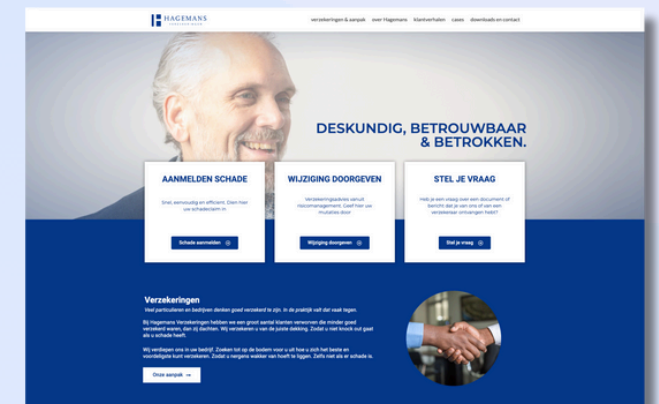 HAGEMANS
VERZEKERINGEN
verzekeringen & aanpak over Hagemans klantverhalen cases downloads en contact
DESKUNDIG, BETROUWBAAR
& BETROKKEN.
AANMELDEN SCHADE
Snel, eenvoudig en efficient. Dien hier
uw schadeclaim in.
Schade aanmelden
WIJZIGING DOORGEVEN
Verzekeringsadvies vanuit
risicomanagement. Geef hier uw
mutaties door
Wijziging doorgeven
STEL JE VRAAG
Heb je een vraag over een document of
bericht dat je van ons of van een
verzekeraar ontvangen hebt?
Stel je vraag
Verzekeringen
Veel particulieren en bedrijven denken goed verzekerd te zijn. In de praktijk valt dat vaak tegen.
Bij Hagemans Verzekeringen hebben we een groot aantal klanten verworven die minder goed
verzekerd waren, dan zij dachten. Wij verzekeren u van de juiste dekking. Zodat u niet knock out gaat
als u schade heeft.
Wij verdiepen ons in uw bedrijf. Zoeken tot op de bodem voor u uit hoe u zich het beste en
voordeligste kunt verzekeren. Zodat u nergens wakker van hoeft te liggen. Zelfs niet als er schade is.
Onze aanpak →